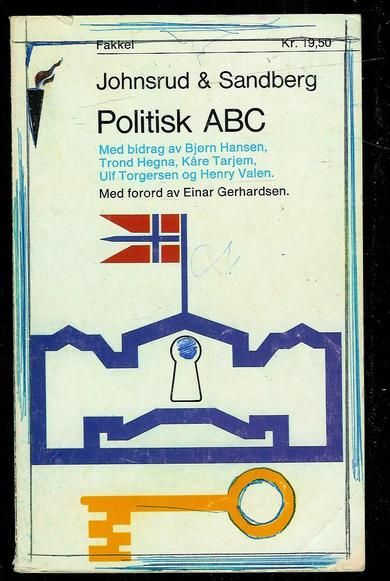 Fakkel Kr. 19,50
Johnsrud & Sandberg
Politisk ABC
Med bidrag av Bjørn Hansen,
Trond Hegna, Kåre Tarjem,
Ulf Torgersen og Henry Valen.
Med forord av Einar Gerhardsen.